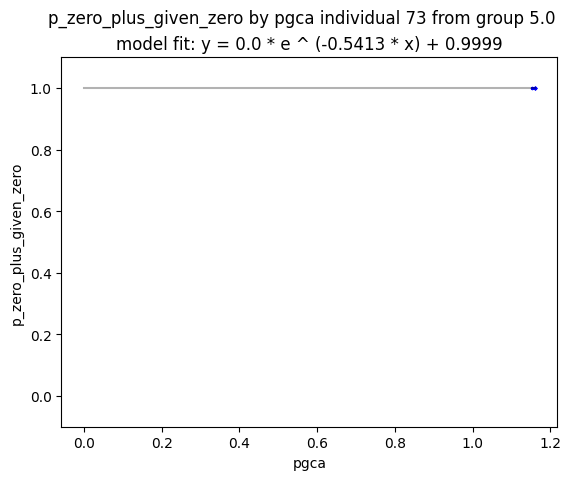 p_zero_plus_given_zero by pgca individual 73 from group 5.0
model fit: y = 0.0 * e ^ (-0.5413 * x) + 0.9999
1.0
0.8
0.6
0.4
0.2
0.0
p_zero_plus_given_zero
0.0 0.2 0.4 0.6 0.8 1.0 1.2
pgca